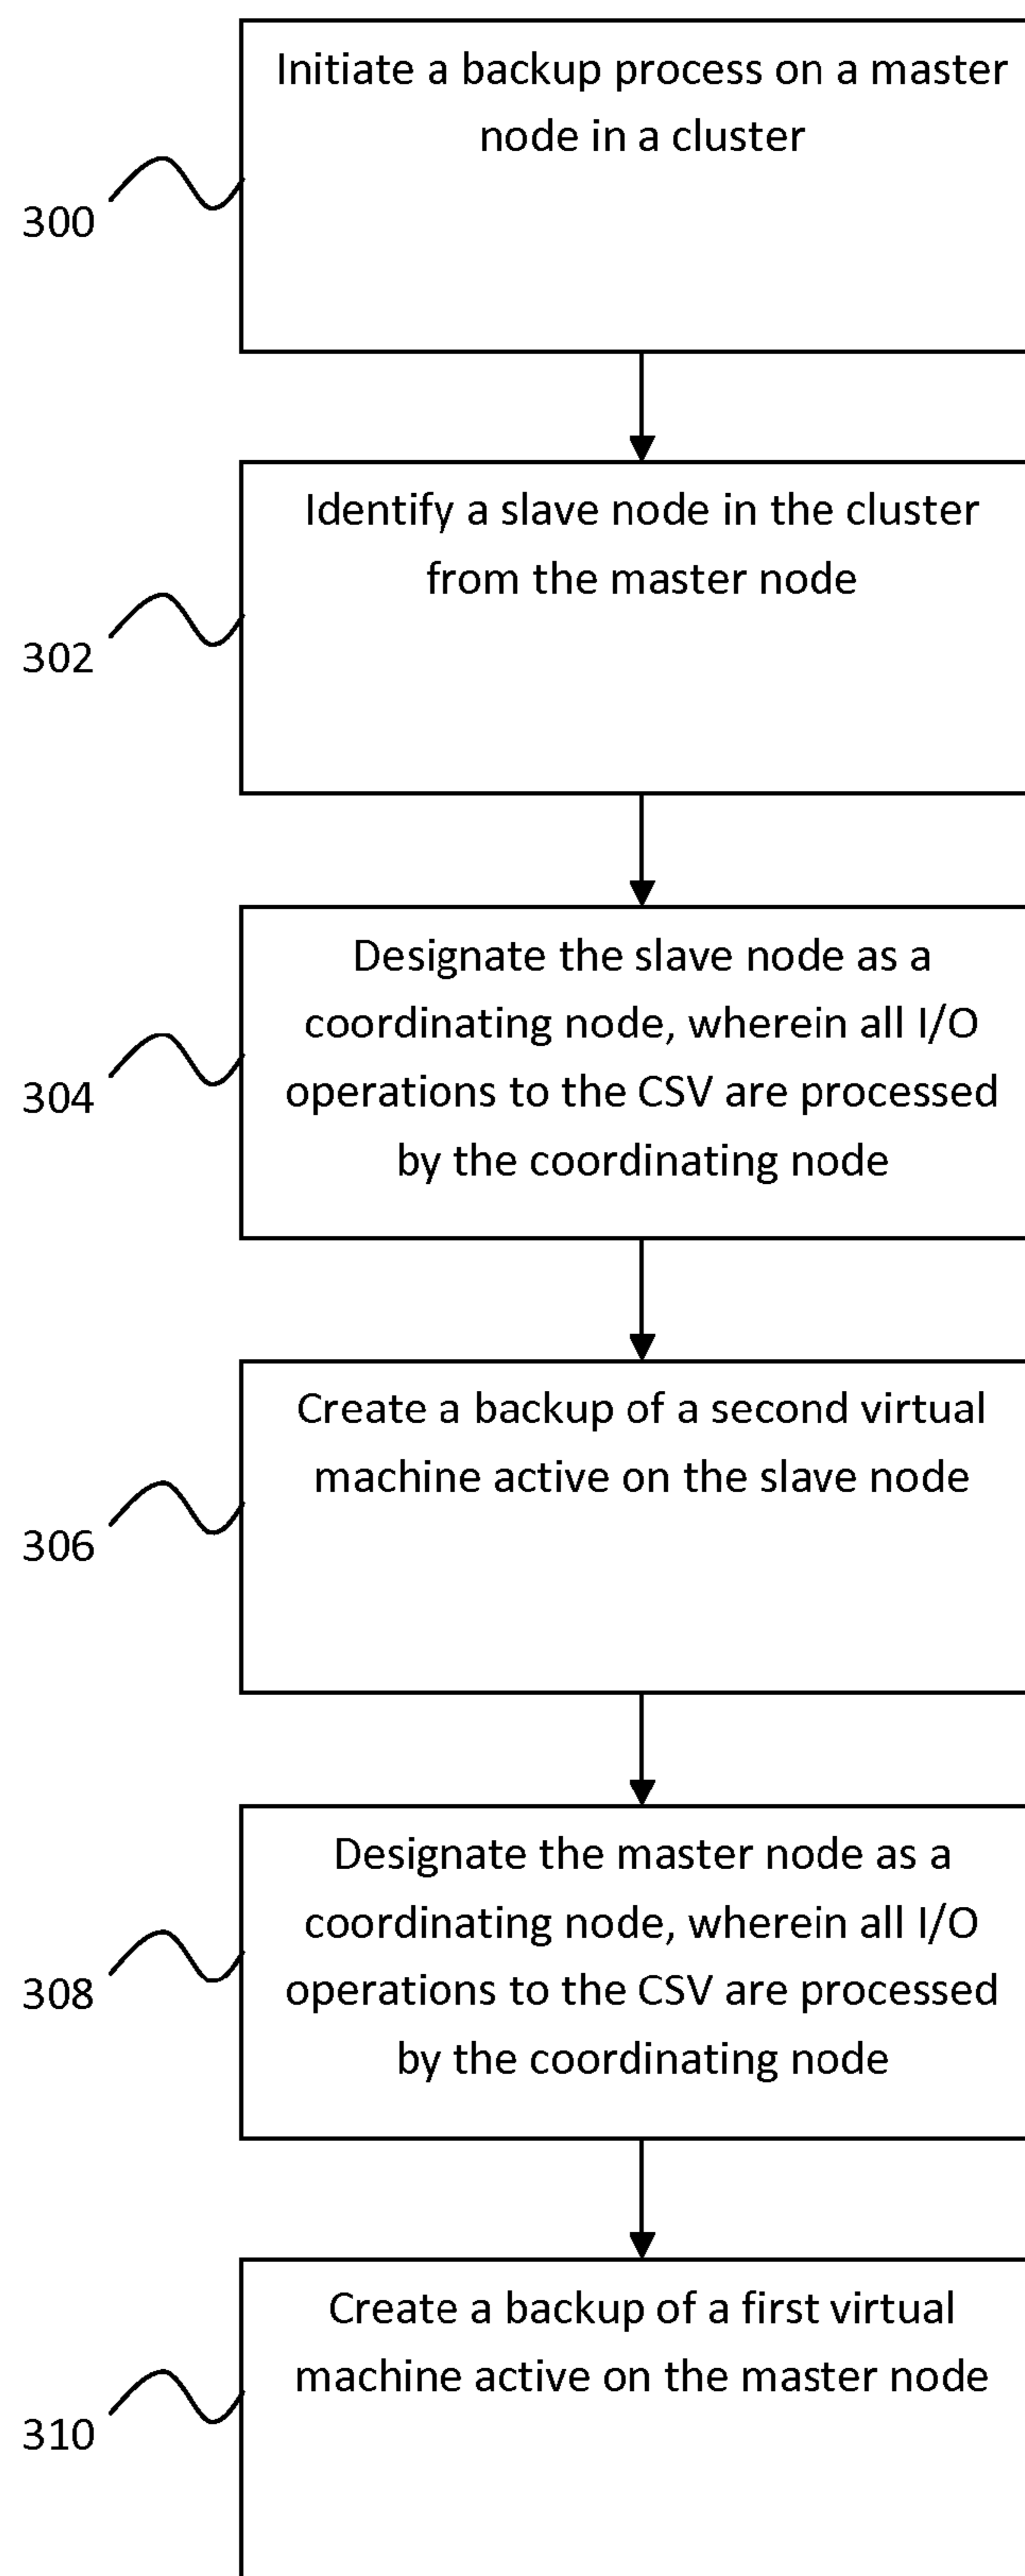 Initiate a backup process on a master
node in a cluster
300
Identify a slave node in the cluster
from the master node
302
Designate the slave node as a
coordinating node, wherein all I/O
operations to the CSV are processed
by the coordinating node
304
Create a backup of a second virtual
machine active on the slave node
306
Designate the master node as a
coordinating node, wherein all I/O
operations to the CSV are processed
by the coordinating node
308
Create a backup of a first virtual
machine active on the master node
310